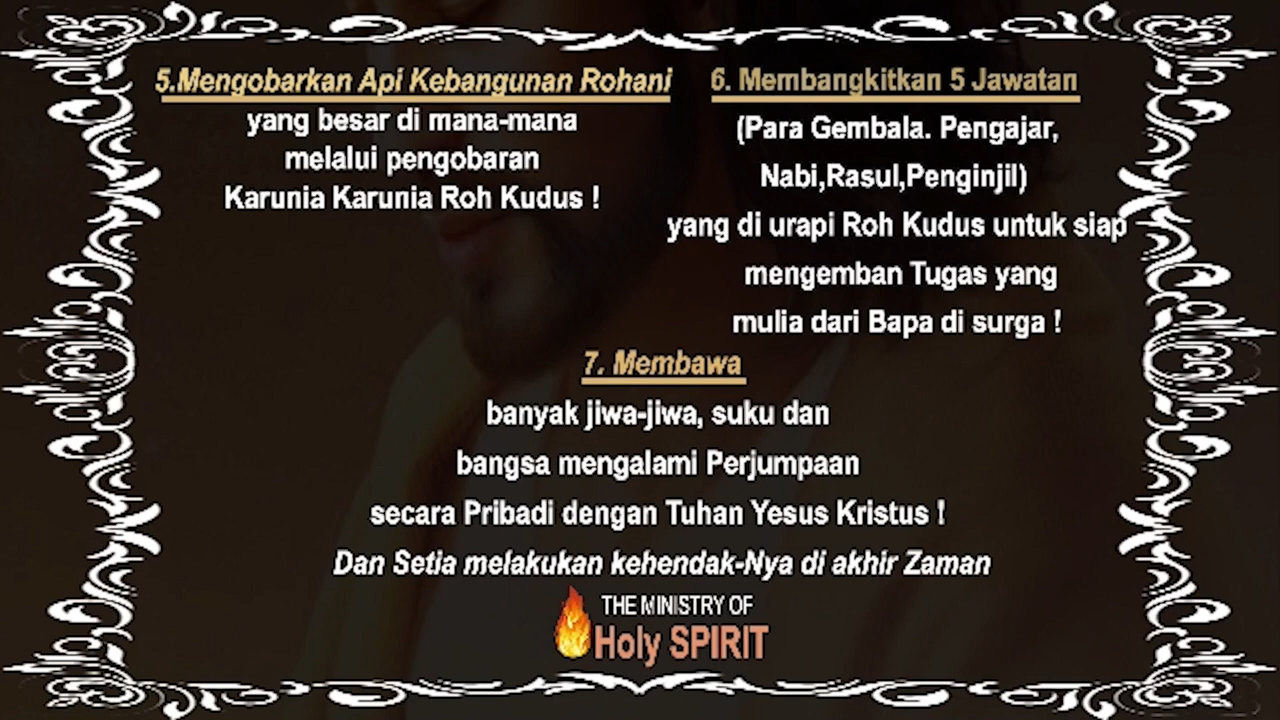 5.Mengobarkan Api Kebangunan Rohani
yang besar di mana-mana
melalui pengobaran
Karunia Karunia Roh Kudus !
6. Membangkitkan 5 Jawatan
(Para Gembala. Pengajar,
Nabi,Rasul,Penginjil)
yang di urapi Roh Kudus untuk siap
mengemban Tugas yang
mulia dari Bapa di surga !
7. Membawa
banyak jiwa-jiwa, suku dan
bangsa mengalami Perjumpaan
secara Pribadi dengan Tuhan Yesus Kristus !
Dan Setia melakukan kehendak-Nya di akhir Zaman
THE MINISTRY OF
Holy SPIRIT